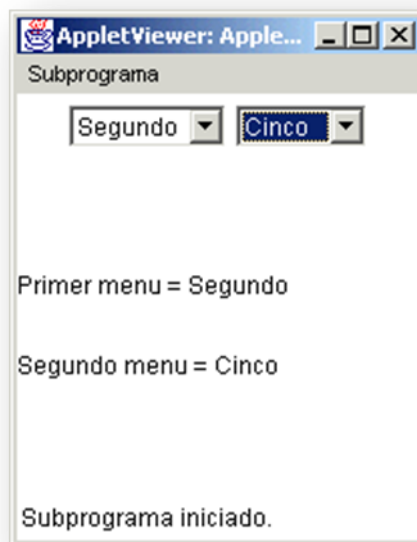 AppletViewer: Apple...
Subprograma
Segundo Cinco
Primer menu = Segundo
Segundo menu = Cinco
Subprograma iniciado.